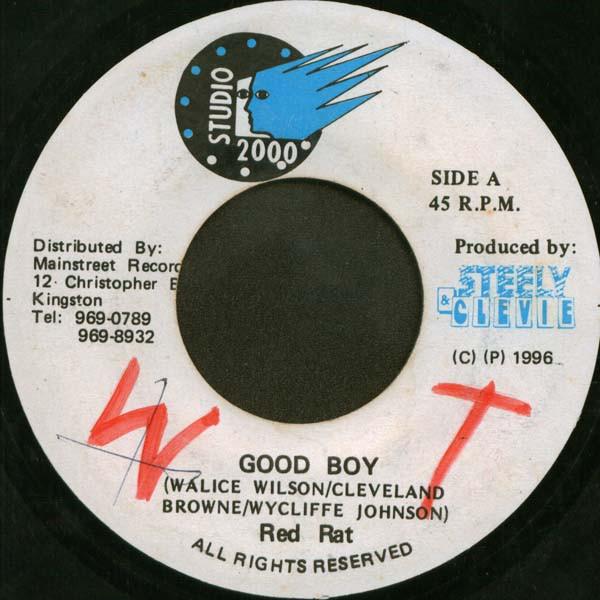 STUDIO
2000
SIDE A
45 R.P.M.
Distributed By:
Mainstreet Record
12 Christopher
Kingston
Tel: 969-0789
969-8932
Produced by:
STEELY
& CLEVIE
(C) (P) 1996
W T
GOOD BOY
(WALICE WILSON/CLEVELAND
BROWNE/WYCLIFFE JOHNSON)
Red Rat
ALL RIGHTS RESERVED